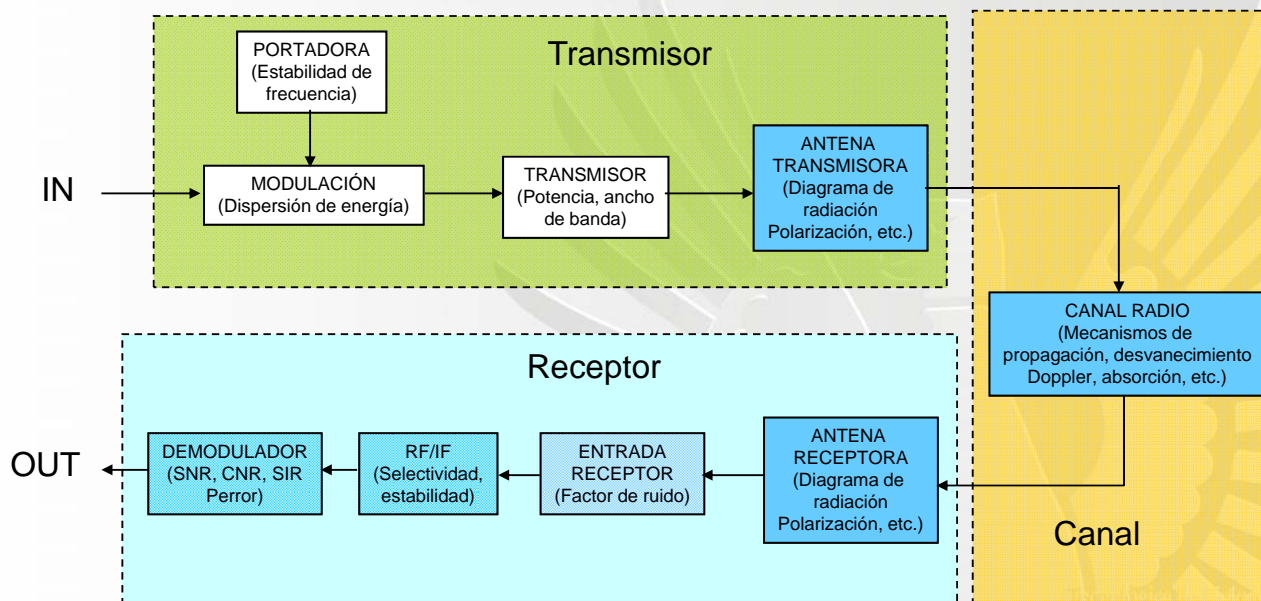 Transmisor
PORTADORA
(Estabilidad de
frecuencia)
IN
MODULACIÓN
(Dispersión de energía)
TRANSMISOR
(Potencia, ancho
de banda)
ANTENA
TRANSMISORA
(Diagrama de
radiación
Polarización, etc.)
CANAL RADIO
(Mecanismos de
propagación, desvanecimiento
Doppler, absorción, etc.)
Canal
Receptor
ANTENA
RECEPTORA
(Diagrama de
radiación
Polarización, etc.)
ENTRADA
RECEPTOR
(Factor de ruido)
RF/IF
(Selectividad,
estabilidad)
DEMODULADOR
(SNR, CNR, SIR
Perror)
OUT